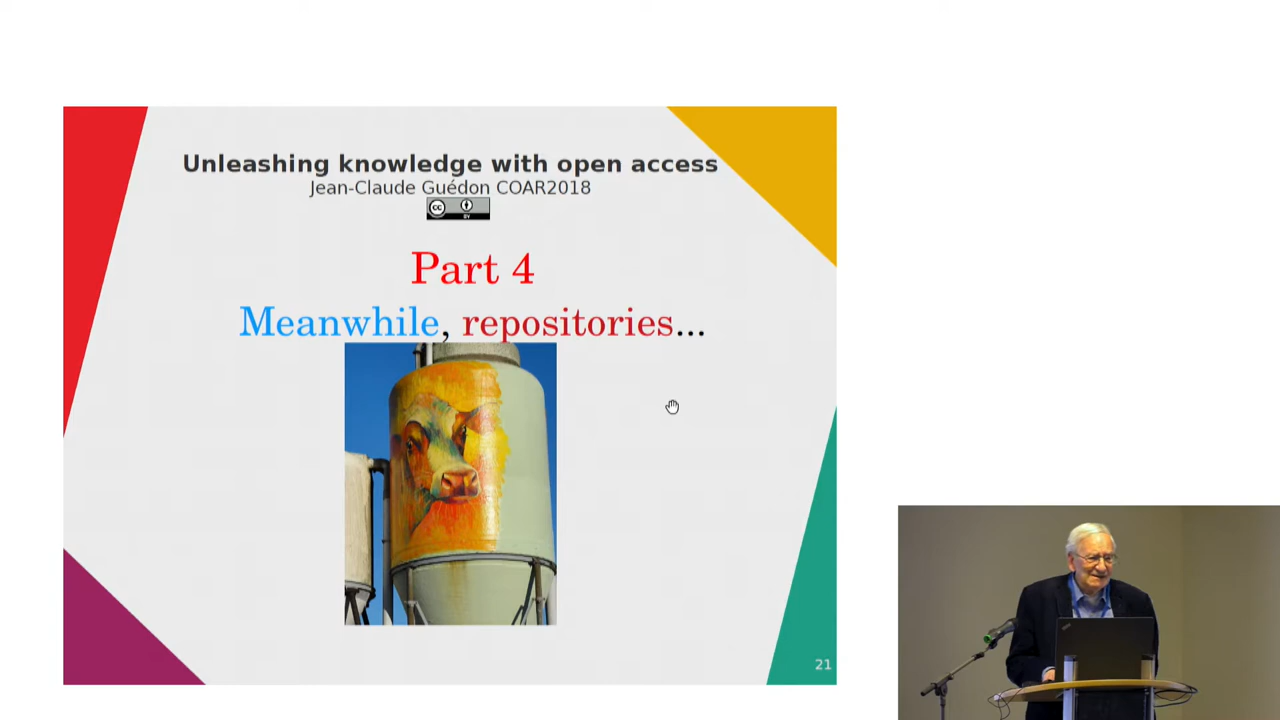 Unleashing knowledge with open access
Jean-Claude Guédon COAR2018
cc
BY
Part 4
Meanwhile, repositories...
21